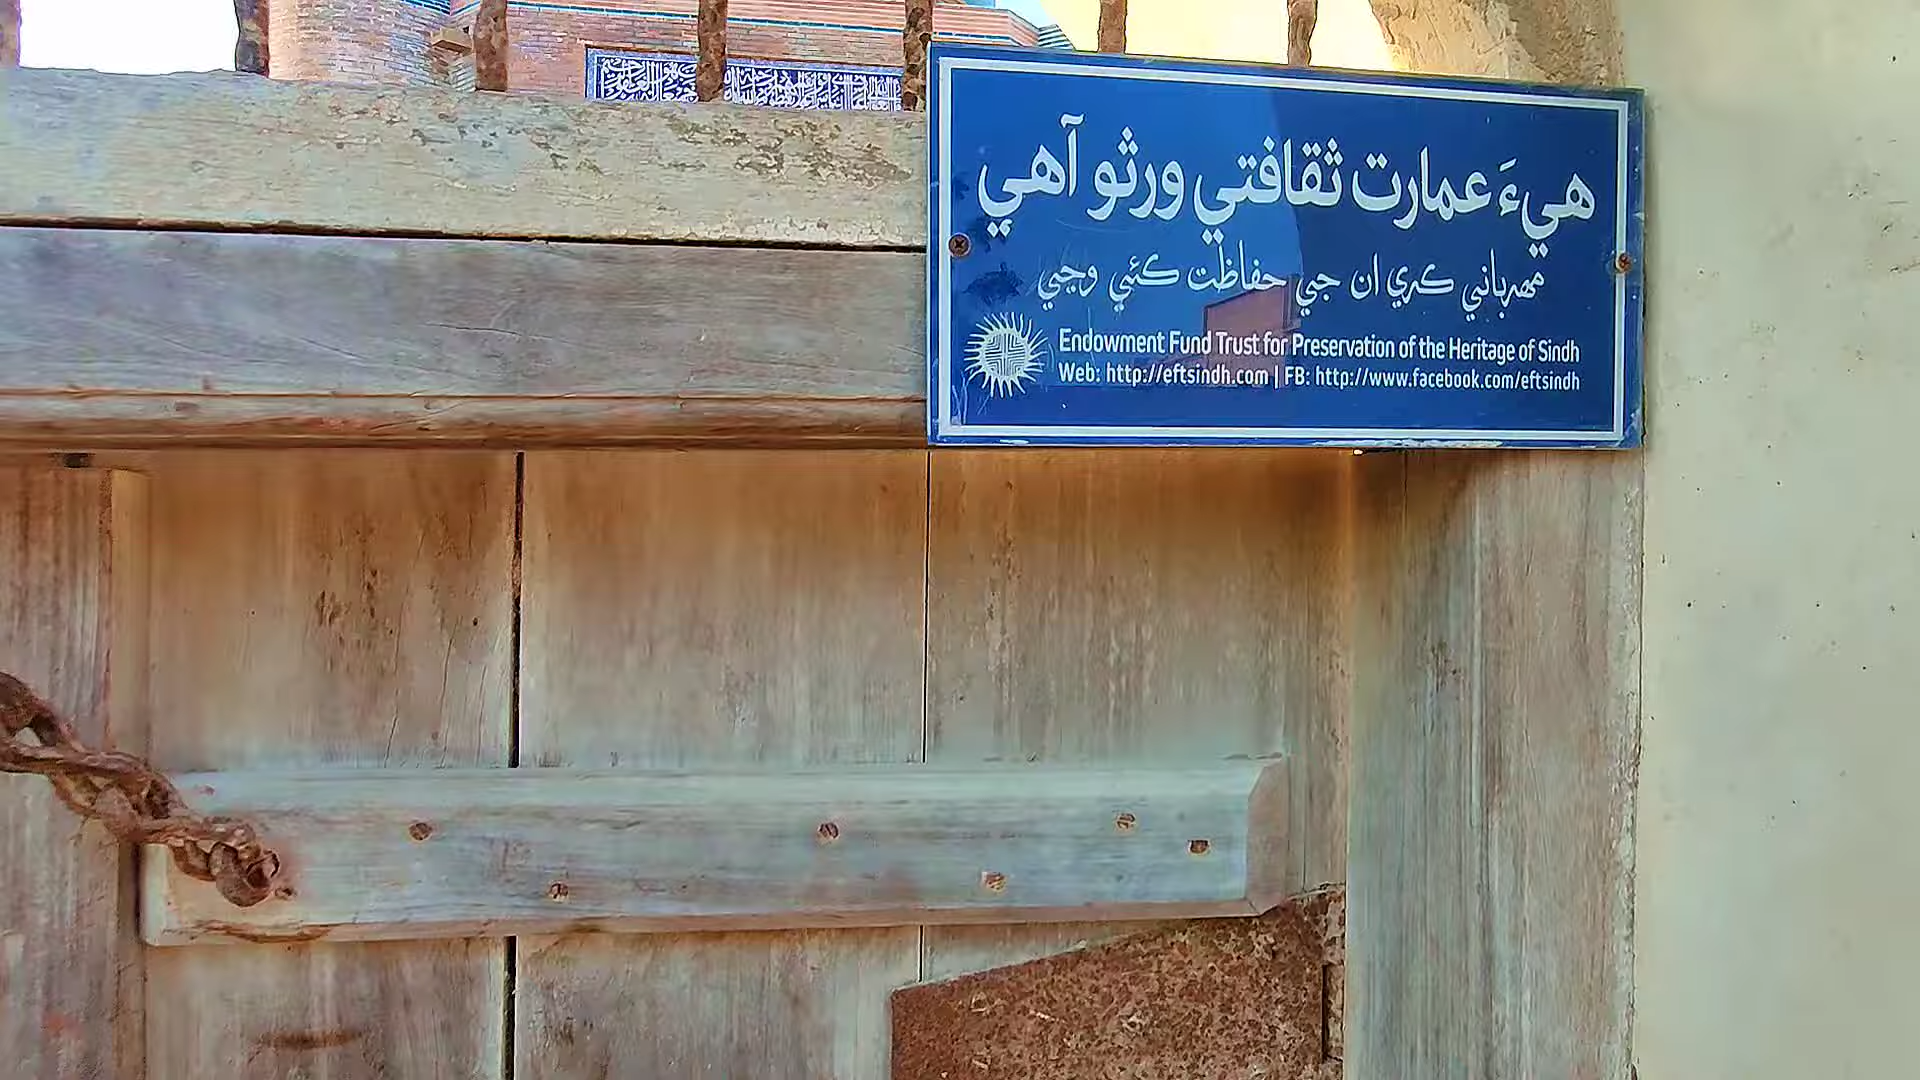 هيءَ عمارت ثقافتي ورثو آهي
مهرباني ڪري ان جي حفاظت ڪئي وڃي
Endowment Fund Trust for Preservation of the Heritage of Sindh
Web: http://eftsindh.com | FB: http://www.facebook.com/eftsindh